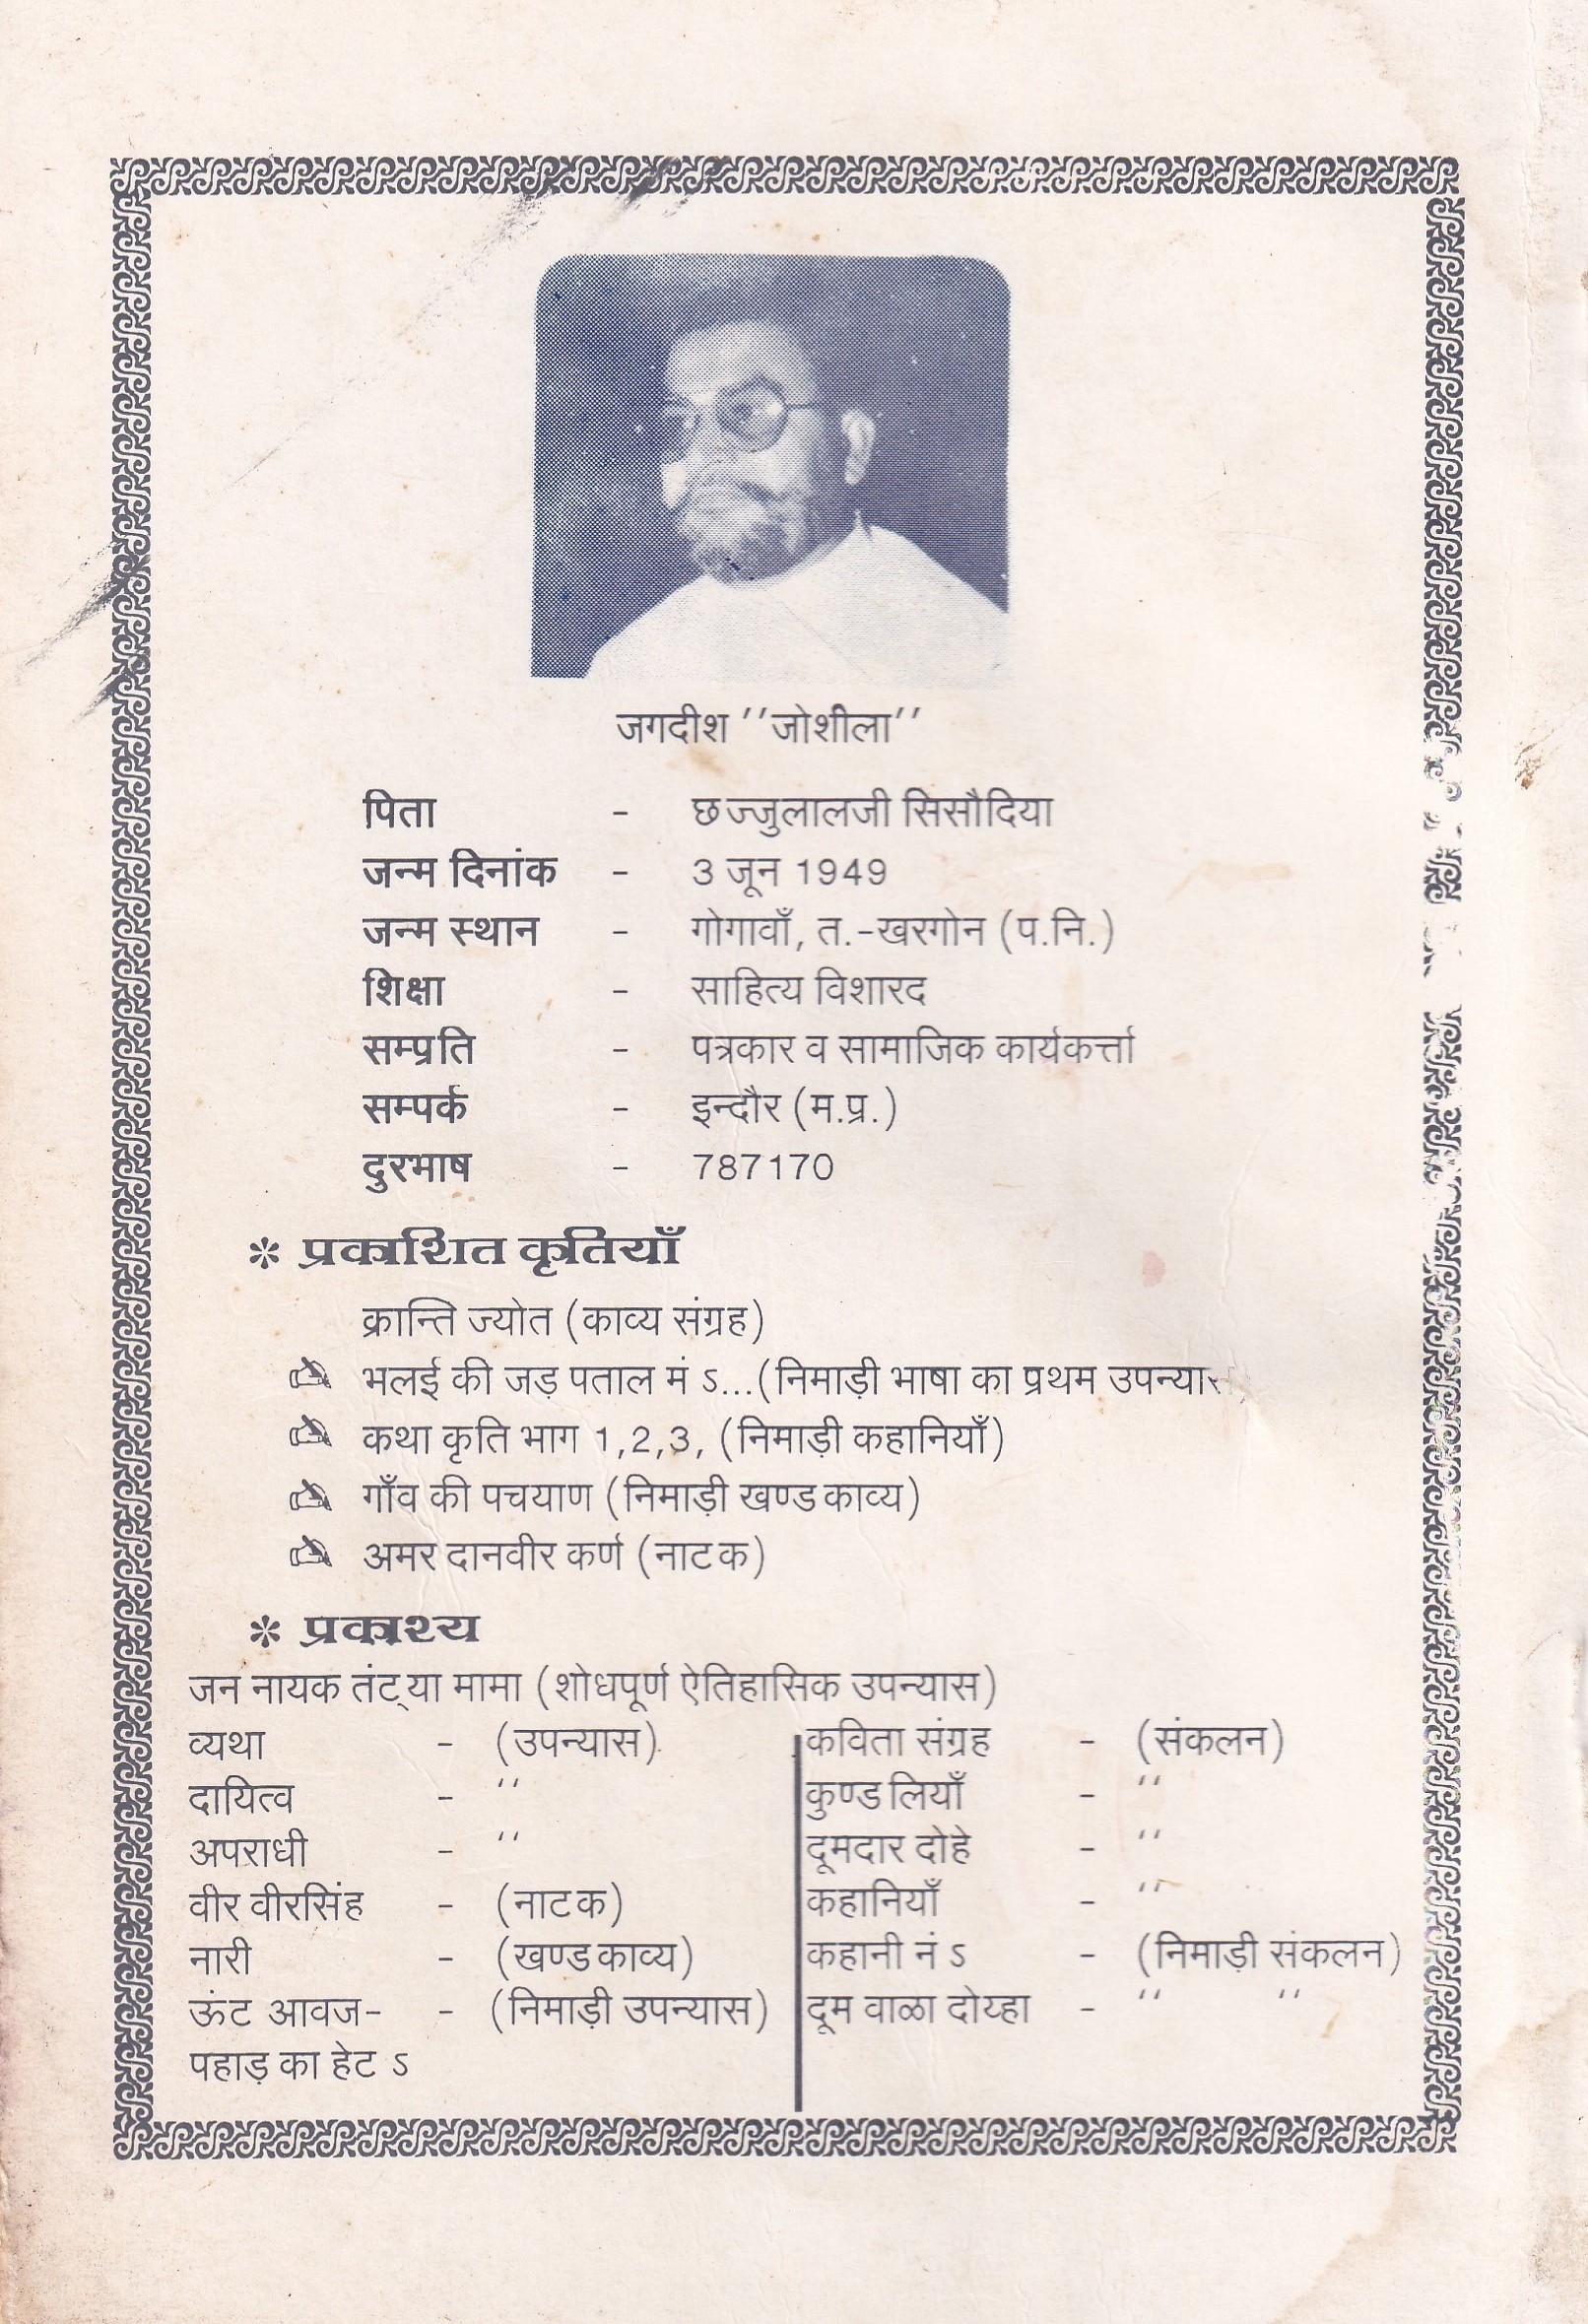 जगदीश ′′जोशीला′′
पिता - छज्जुलालजी सिसौदिया
जन्म दिनांक - 3 जून 1949
जन्म स्थान - गोगावाँ, त.-खरगोन (प.नि.)
शिक्षा - साहित्य विशारद
सम्प्रति - पत्रकार व सामाजिक कार्यकर्त्ता
सम्पर्क - इन्दौर (म.प्र.)
दुरभाष - 787170
* प्रकाशित कृतियाँ
क्रान्ति ज्योत (काव्य संग्रह)
भलई की जड़ पताल मं ऽ...(निमाड़ी भाषा का प्रथम उपन्यास)
कथा कृति भाग 1,2,3, (निमाड़ी कहानियाँ)
गाँव की पचयाण (निमाड़ी खण्डकाव्य)
अमर दानवीर कर्ण (नाटक)
* प्रकाश्य
जन नायक तंट्या मामा (शोधपूर्ण ऐतिहासिक उपन्यास)
व्यथा - (उपन्यास)
दायित्व - ‘‘
अपराधी - ‘‘
वीर वीरसिंह - (नाटक)
नारी - (खण्डकाव्य)
ऊंट आवज- - (निमाड़ी उपन्यास)
पहाड़ का हेट ऽ
कविता संग्रह - (संकलन)
कुण्डलियाँ - ‘‘
दूमदार दोहे - ‘‘
कहानियाँ - ‘‘
कहानी नं ऽ - (निमाड़ी संकलन)
दूम वाळा दोय्हा - ‘‘ ‘‘